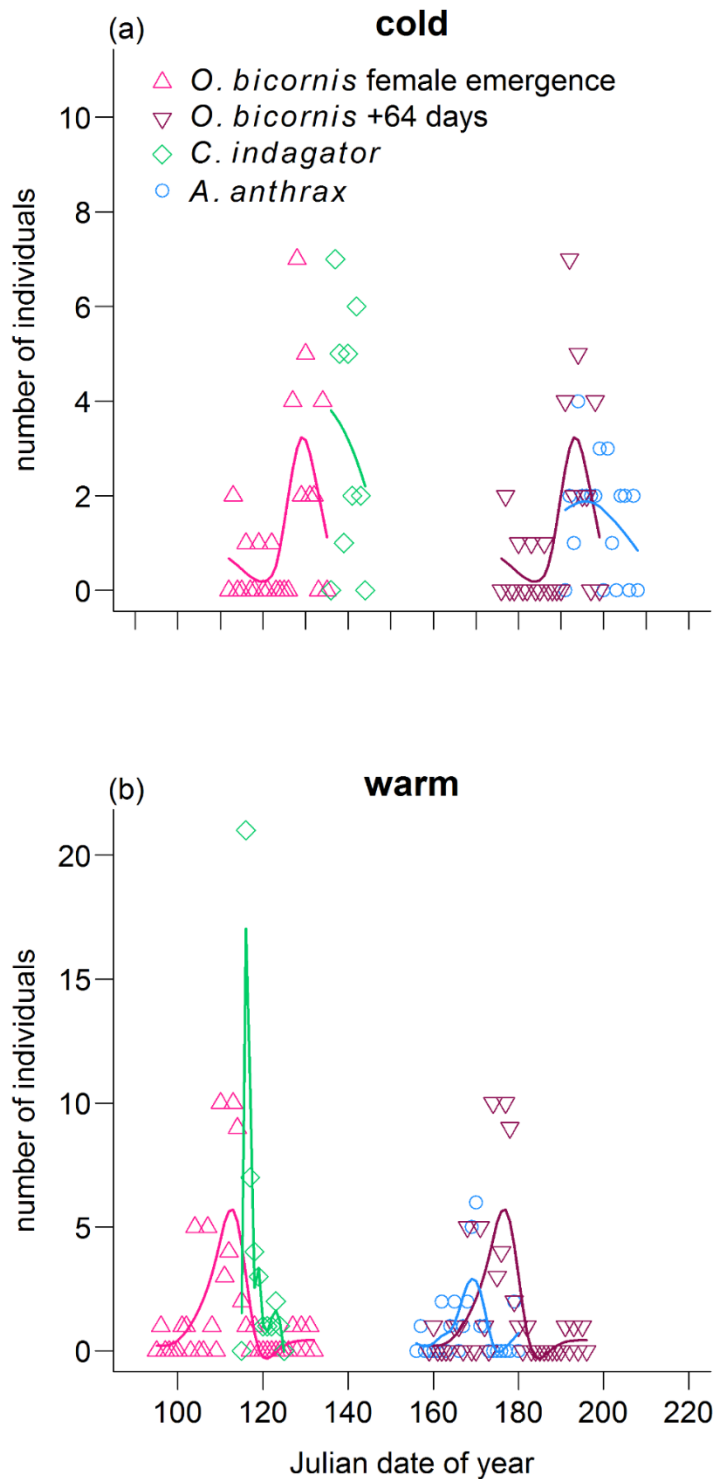 (a) cold
O. bicornis female emergence
O. bicornis +64 days
C. indagator
A. anthrax
number of individuals
10
8
6
4
2
0
(b) warm
number of individuals
20
15
10
5
0
100 120 140 160 180 200 220
Julian date of year